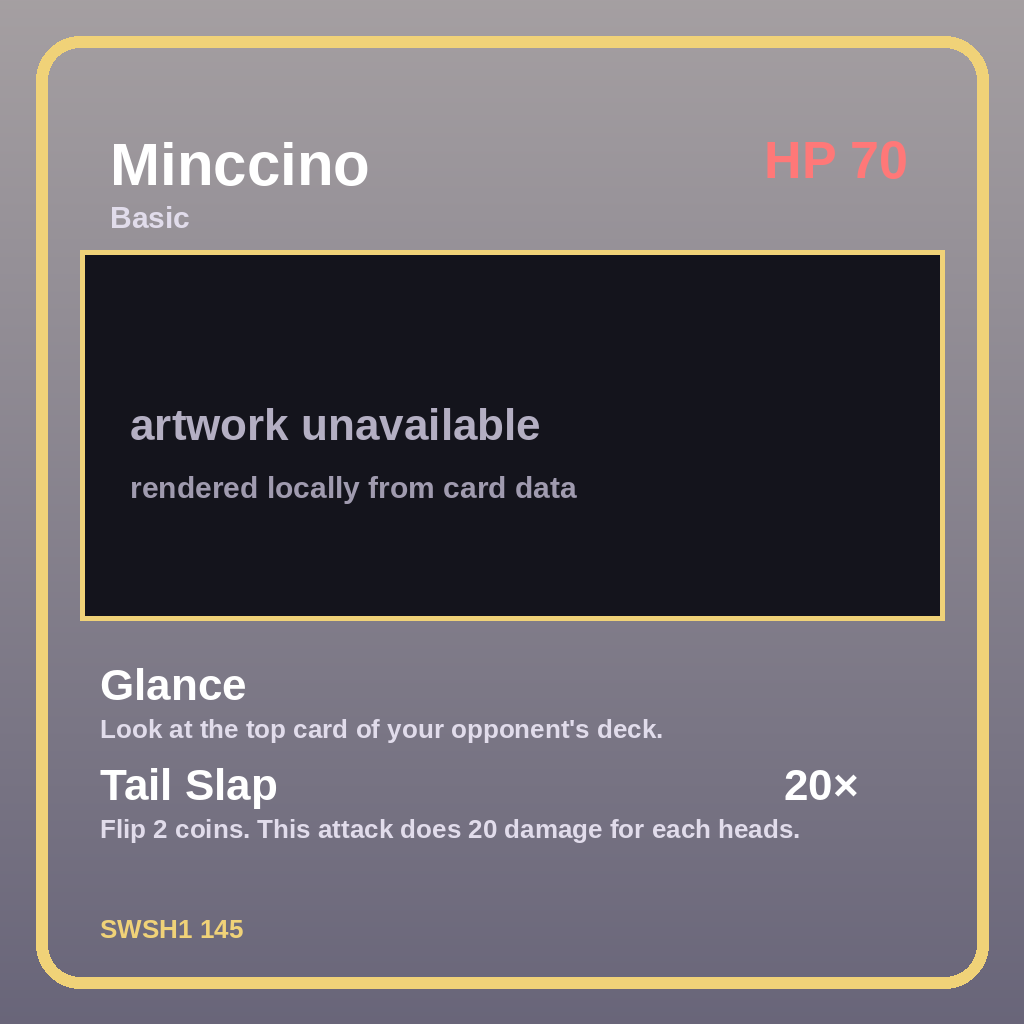 Minccino
HP 70
Basic
artwork unavailable
rendered locally from card data
Glance
Look at the top card of your opponent's deck.
Tail Slap
20×
Flip 2 coins. This attack does 20 damage for each heads.
SWSH1 145